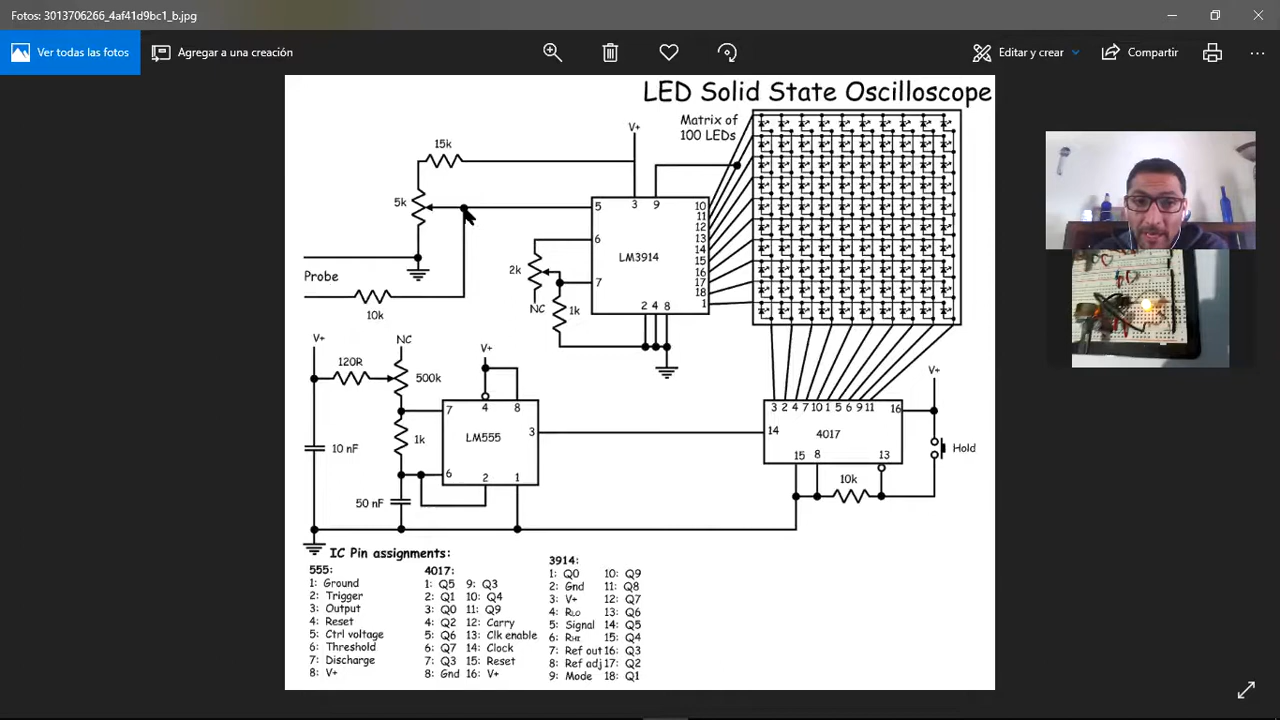 Fotos: 3013706266_4af41d9bc1_b.jpg
Ver todas las fotos
Agregar a una creación
Editar y crear
Compartir
LED Solid State Oscilloscope
Matrix of
100 LEDs
V+
15k
5k
5
3
9
10
11
12
13
14
15
16
17
18
1
6
7
LM3914
2 4 8
2k
NC
1k
Probe
10k
V+
120R
NC
500k
10 nF
1k
50 nF
V+
7
4
8
LM555
3
6
2
1
3 2 4 7 10 1 5 6 9 11
16
14
4017
15
8
13
V+
Hold
10k
IC Pin assignments:
555:
1: Ground
2: Trigger
3: Output
4: Reset
5: Ctrl voltage
6: Threshold
7: Discharge
8: V+
4017:
1: Q5 9: Q3
2: Q1 10: Q4
3: Q0 11: Q9
4: Q2 12: Carry
5: Q6 13: Clk enable
6: Q7 14: Clock
7: Q3 15: Reset
8: Gnd 16: V+
3914:
1: Q0 10: Q9
2: Gnd 11: Q8
3: V+ 12: Q7
4: RLO 13: Q6
5: Signal 14: Q5
6: RHI 15: Q4
7: Ref out 16: Q3
8: Ref adj 17: Q2
9: Mode 18: Q1